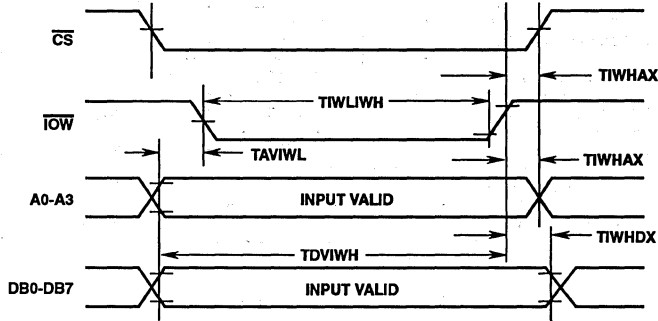 CS
TIWHAX
IOW
TIWLIWH
TAVIWL
TIWHAX
A0-A3
INPUT VALID
TIWHDX
TDVIWH
DB0-DB7
INPUT VALID